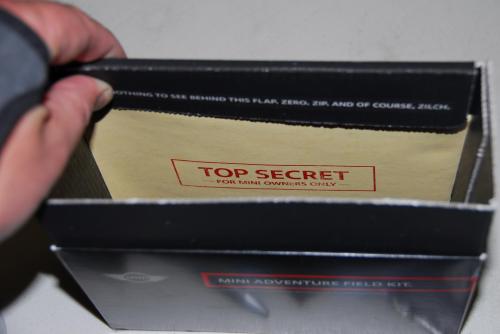 NOTHING TO SEE BEHIND THIS FLAP. ZERO. ZIP. AND OF COURSE, ZILCH.
TOP SECRET
FOR MINI OWNERS ONLY
MINI ADVENTURE FIELD KIT.